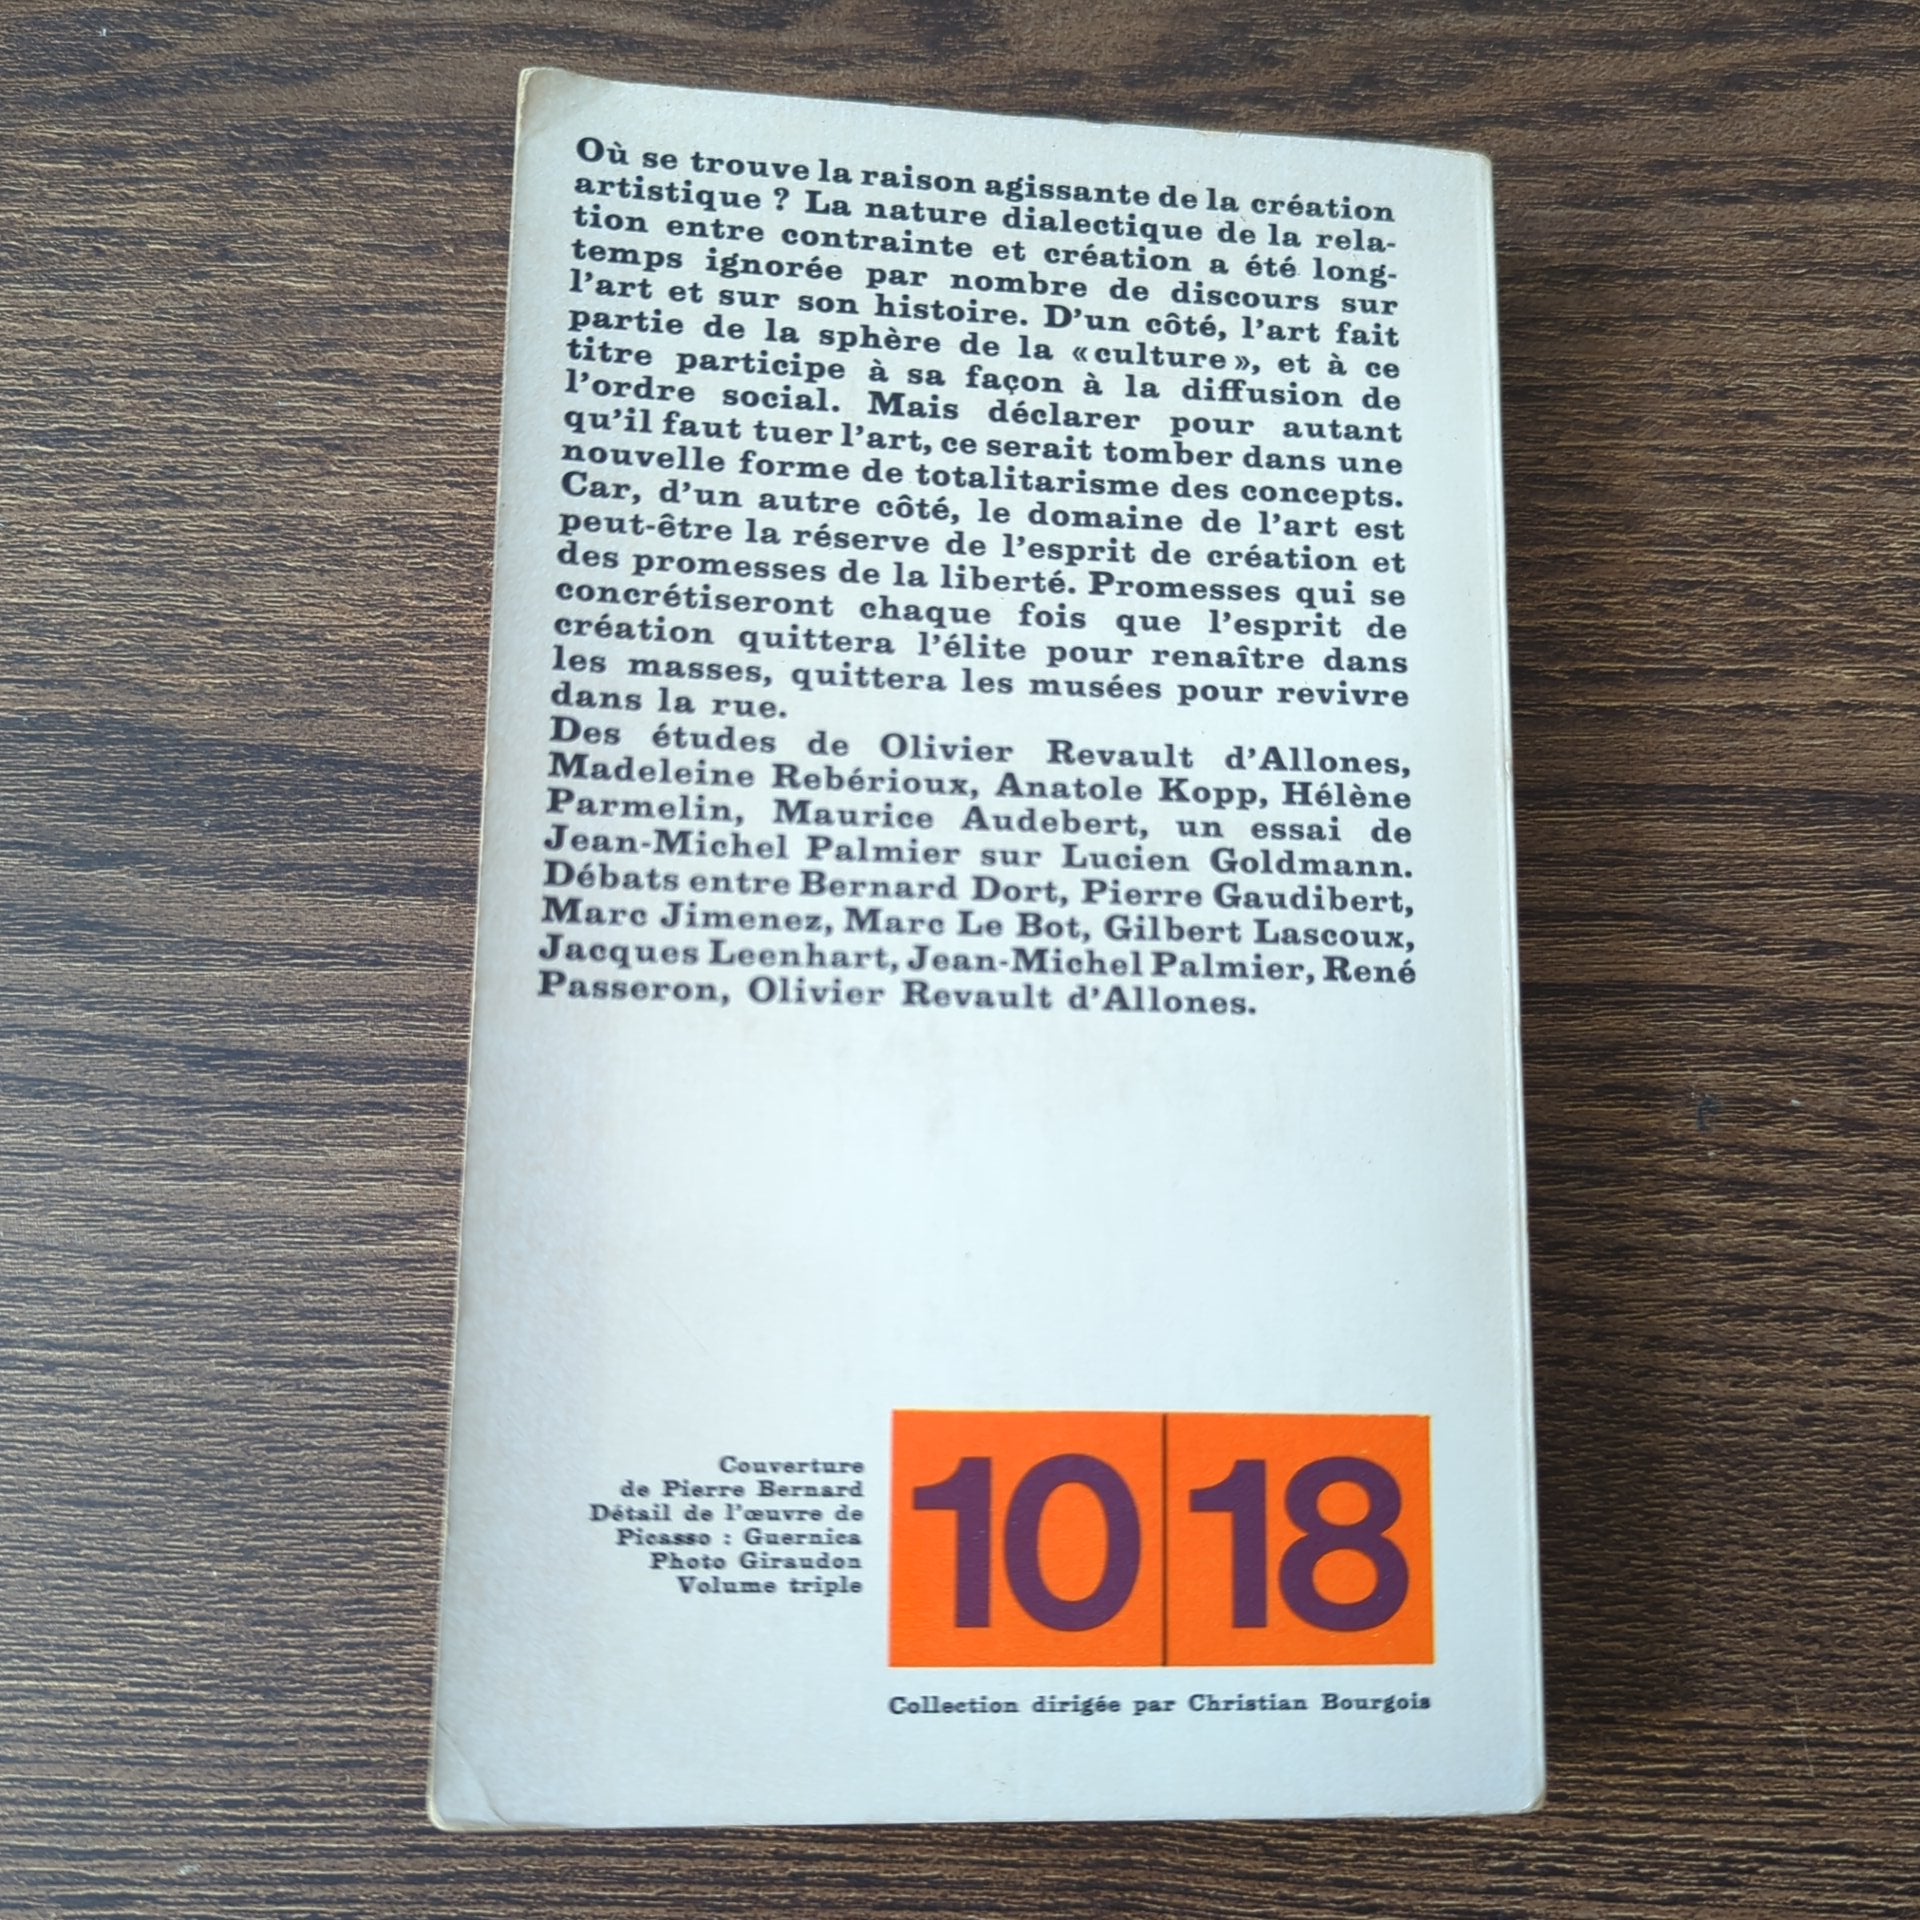 Où se trouve la raison agissante de la création
artistique ? La nature dialectique de la rela-
tion entre contrainte et création a été long-
temps ignorée par nombre de discours sur
l'art et sur son histoire. D'un côté, l'art fait
partie de la sphère de la «culture», et à ce
titre participe à sa façon à la diffusion de
l'ordre social. Mais déclarer pour autant
qu'il faut tuer l'art, ce serait tomber dans une
nouvelle forme de totalitarisme des concepts.
Car, d'un autre côté, le domaine de l'art est
peut-être la réserve de l'esprit de création et
des promesses de la liberté. Promesses qui se
concrétiseront chaque fois que l'esprit de
création quittera l'élite pour renaître dans
les masses, quittera les musées pour revivre
dans la rue.
Des études de Olivier Revault d'Allones,
Madeleine Rebérioux, Anatole Kopp, Hélène
Parmelin, Maurice Audebert, un essai de
Jean-Michel Palmier sur Lucien Goldmann.
Débats entre Bernard Dort, Pierre Gaudibert,
Marc Jimenez, Marc Le Bot, Gilbert Lascoux,
Jacques Leenhart, Jean-Michel Palmier, René
Passeron, Olivier Revault d'Allones.
Couverture
de Pierre Bernard
Détail de l'œuvre de
Picasso : Guernica
Photo Giraudon
Volume triple
10 18
Collection dirigée par Christian Bourgois